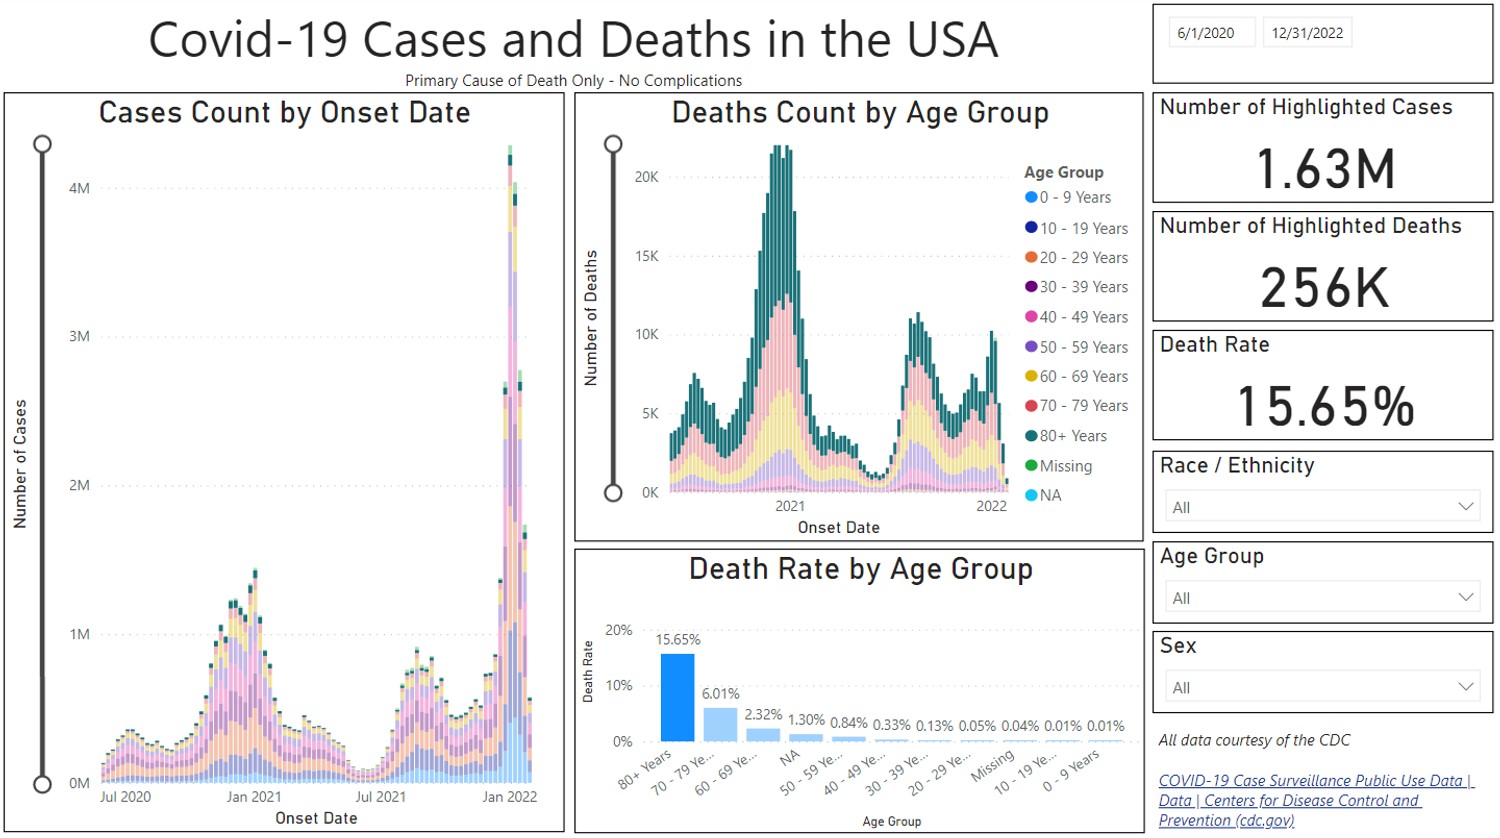 Covid-19 Cases and Deaths in the USA
Primary Cause of Death Only - No Complications
6/1/2020
12/31/2022
Cases Count by Onset Date
Number of Cases
4M
3M
2M
1M
0M
Jul 2020
Jan 2021
Jul 2021
Jan 2022
Onset Date
Deaths Count by Age Group
Number of Deaths
20K
15K
10K
5K
0K
2021
2022
Onset Date
Age Group
0 - 9 Years
10 - 19 Years
20 - 29 Years
30 - 39 Years
40 - 49 Years
50 - 59 Years
60 - 69 Years
70 - 79 Years
80+ Years
Missing
NA
Death Rate by Age Group
Death Rate
20%
10%
0%
15.65%
6.01%
2.32%
1.30%
0.84%
0.33%
0.13%
0.05%
0.04%
0.01%
0.01%
80+ Years
70 - 79 Ye...
60 - 69 Ye...
NA
50 - 59 Ye...
40 - 49 Ye...
30 - 39 Ye...
20 - 29 Ye...
Missing
10 - 19 Ye...
0 - 9 Years
Age Group
Number of Highlighted Cases
1.63M
Number of Highlighted Deaths
256K
Death Rate
15.65%
Race / Ethnicity
All
Age Group
All
Sex
All
All data courtesy of the CDC
COVID-19 Case Surveillance Public Use Data |
Data | Centers for Disease Control and
Prevention (cdc.gov)